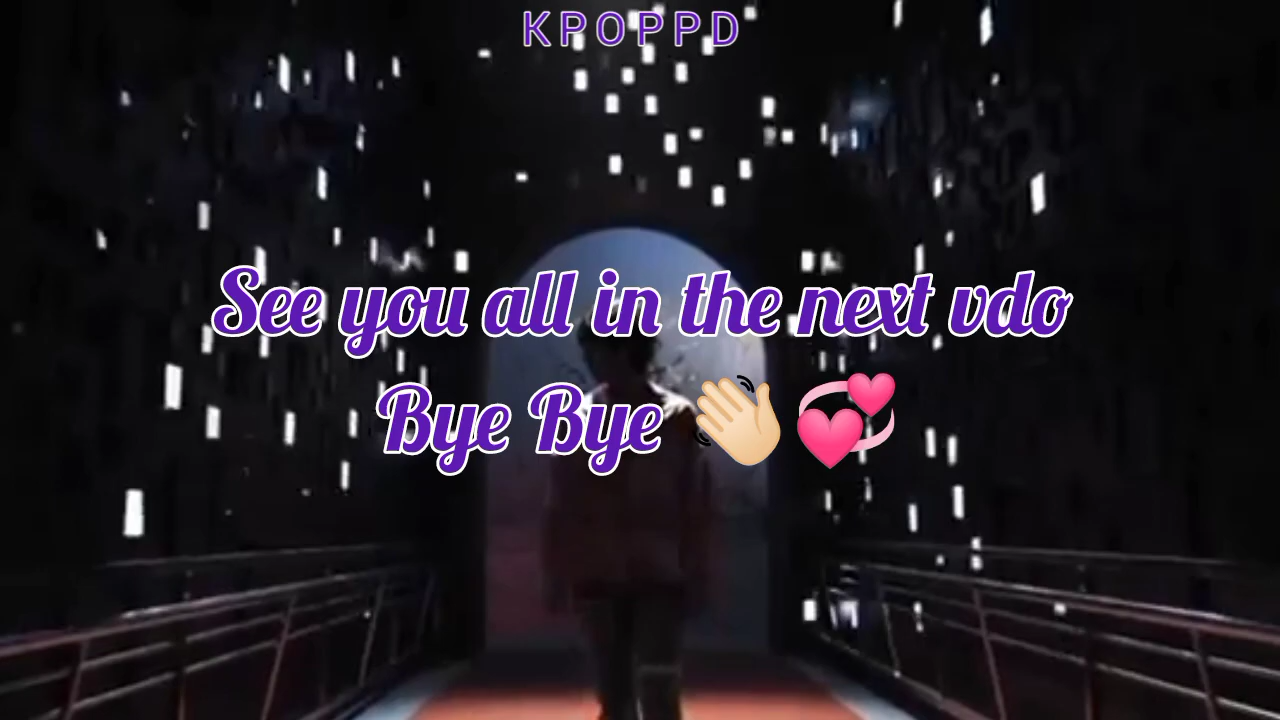 KPOPPD
See you all in the next vdo
Bye Bye 👋🏼 💞